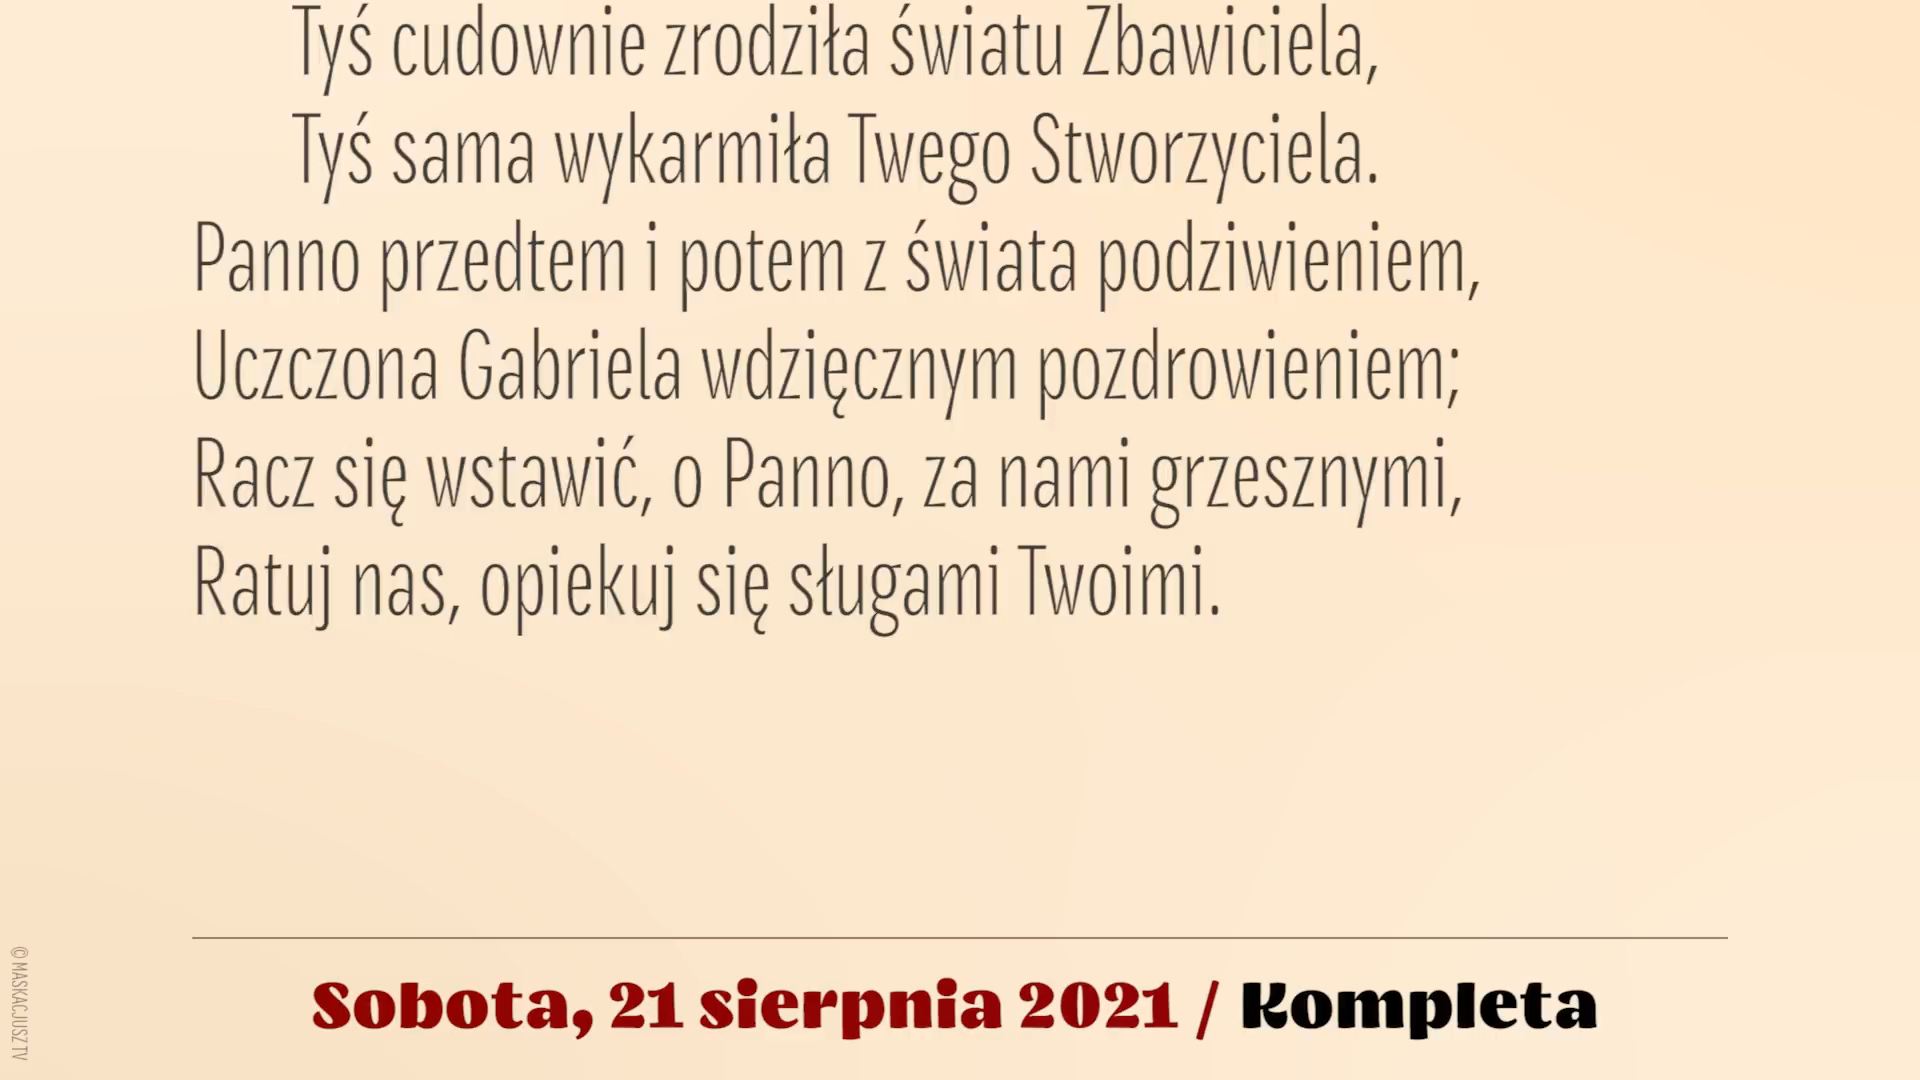 Tyś cudownie zrodziła światu Zbawiciela,
Tyś sama wykarmiła Twego Stworzyciela.
Panno przedtem i potem z świata podziwieniem,
Uczczona Gabriela wdzięcznym pozdrowieniem;
Racz się wstawić, o Panno, za nami grzesznymi,
Ratuj nas, opiekuj się sługami Twoimi.
Sobota, 21 sierpnia 2021 / Kompleta
© MASKACJUSZ TV